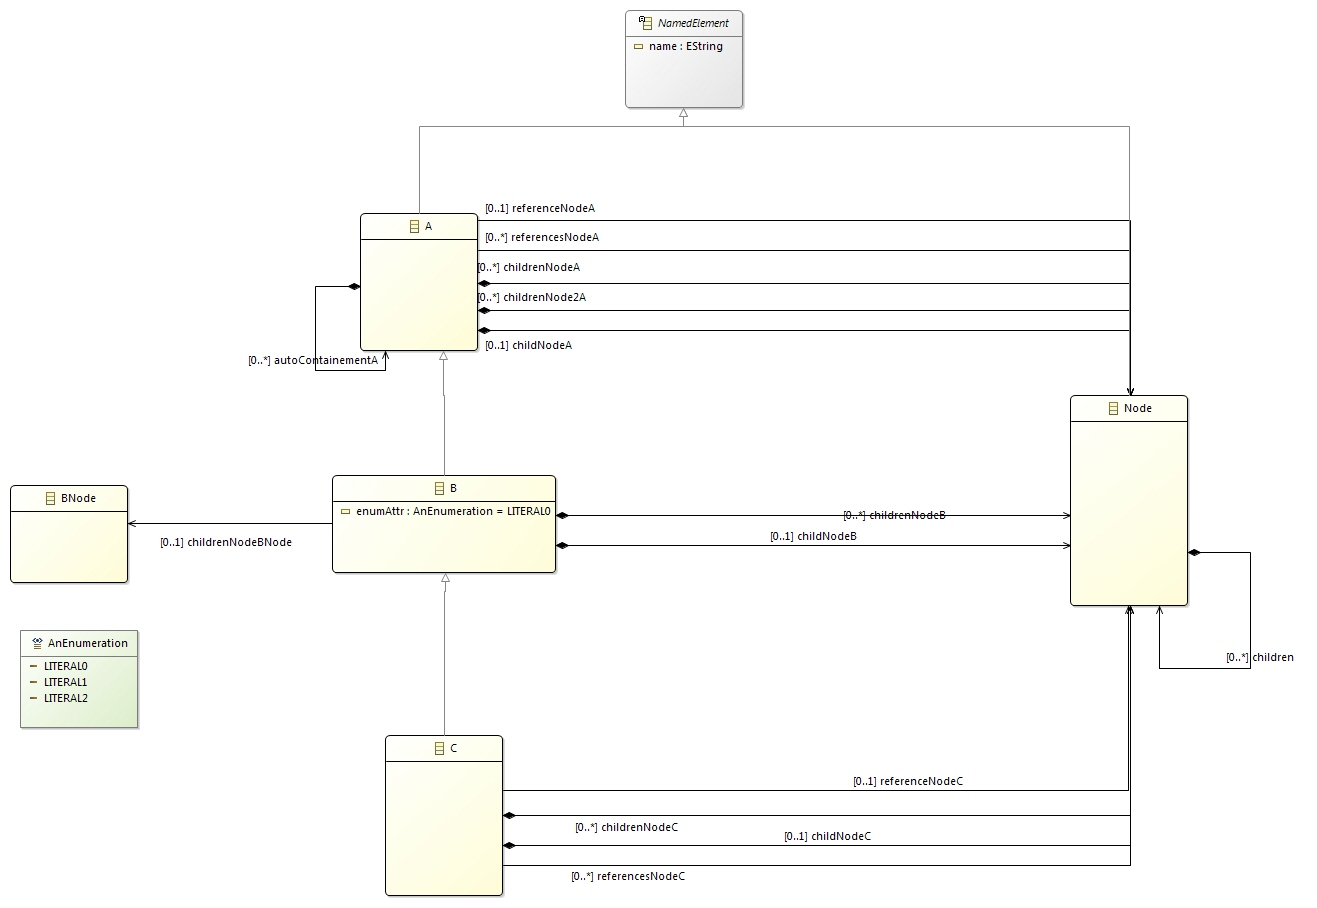 NamedElement
name : EString
[0..1] referenceNodeA
A
[0..*] referencesNodeA
[0..*] childrenNodeA
[0..*] childrenNode2A
[0..1] childNodeA
[0..*] autoContainementA
Node
B
BNode
enumAttr : AnEnumeration = LITERAL0
[0..*] childrenNodeB
[0..1] childNodeB
[0..1] childrenNodeBNode
AnEnumeration
[0..*] children
LITERAL0
LITERAL1
LITERAL2
C
[0..1] referenceNodeC
[0..*] childrenNodeC
[0..1] childNodeC
[0..*] referencesNodeC